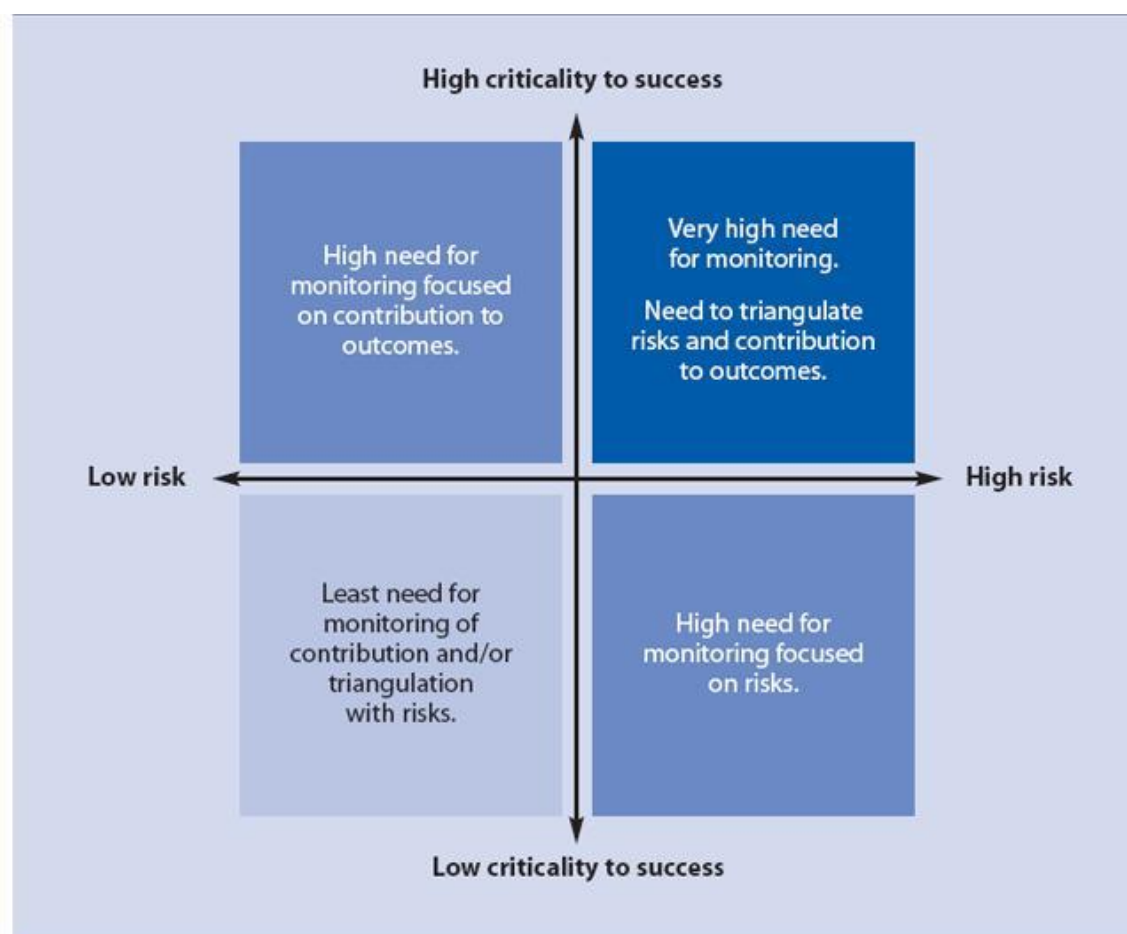 High criticality to success
High need for
monitoring focused
on contribution to
outcomes.
Very high need
for monitoring.
Need to triangulate
risks and contribution
to outcomes.
Low risk
High risk
Least need for
monitoring of
contribution and/or
triangulation
with risks.
High need for
monitoring focused
on risks.
Low criticality to success